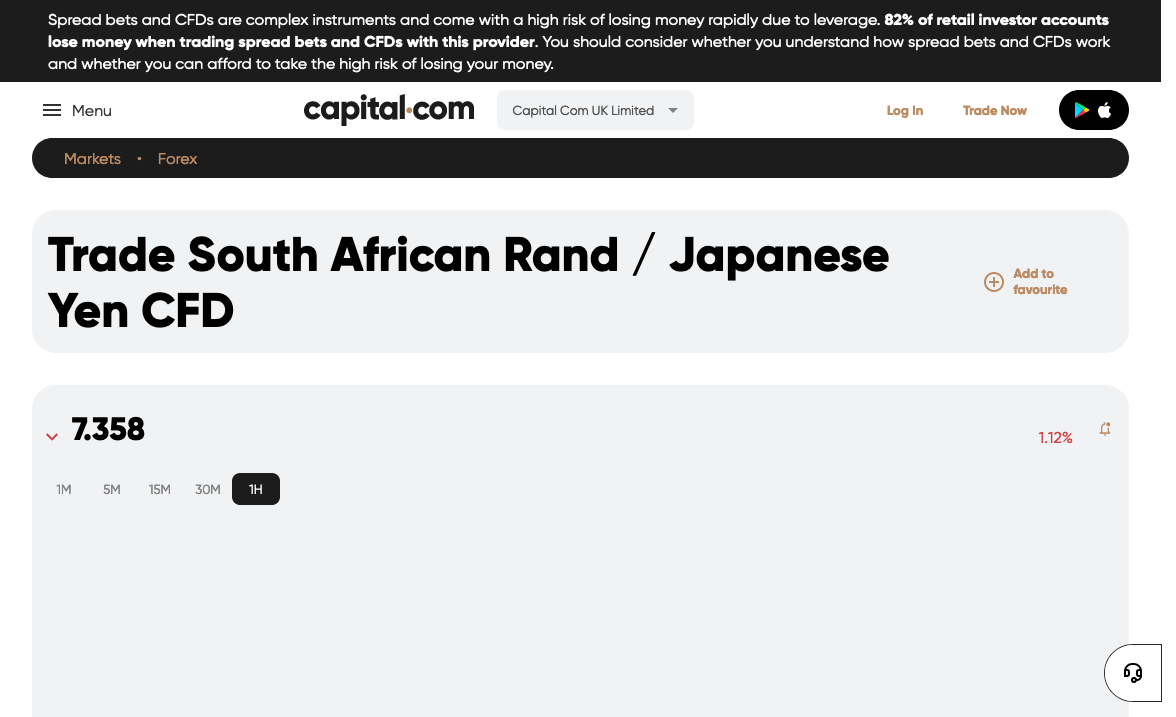 Spread bets and CFDs are complex instruments and come with a high risk of losing money rapidly due to leverage. 82% of retail investor accounts
lose money when trading spread bets and CFDs with this provider. You should consider whether you understand how spread bets and CFDs work
and whether you can afford to take the high risk of losing your money.
Menu
capital.com
Capital Com UK Limited
Log In
Trade Now
Markets • Forex
Trade South African Rand / Japanese
Yen CFD
Add to
favourite
7.358
1.12%
1M 5M 15M 30M 1H